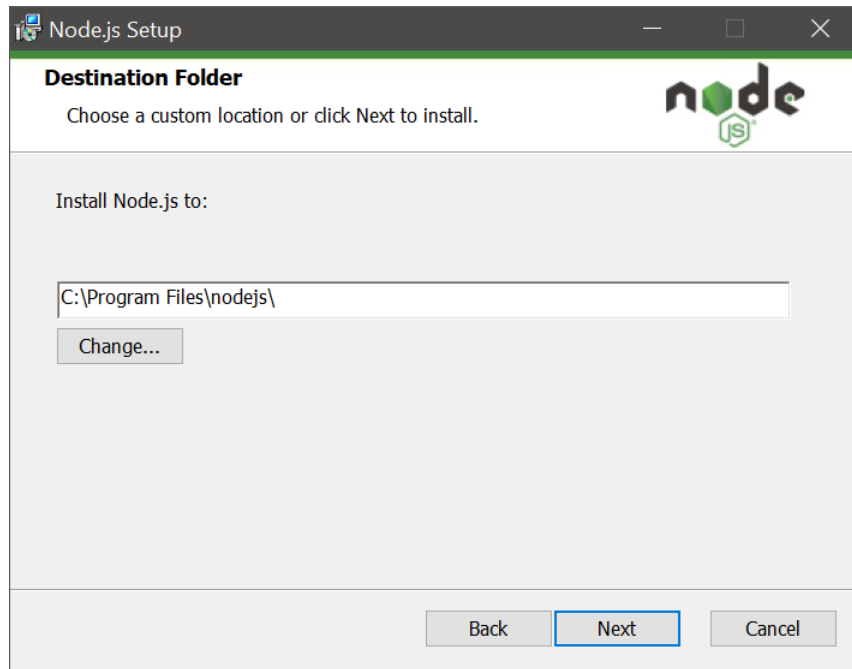 Node.js Setup
Destination Folder
Choose a custom location or click Next to install.
node
JS
Install Node.js to:
C:\Program Files\nodejs\
Change...
Back Next Cancel